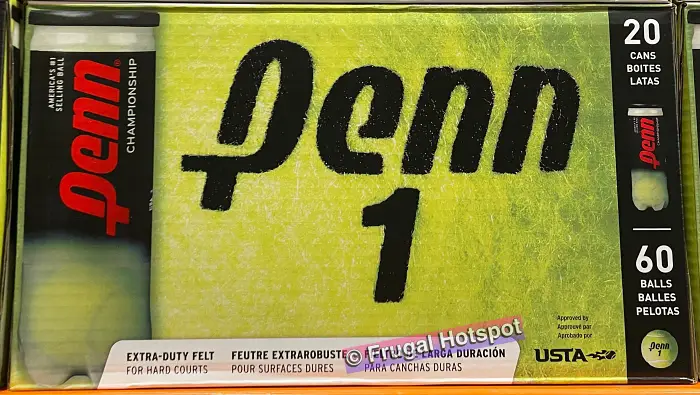 AMERICA'S #1
SELLING BALL
Penn®
CHAMPIONSHIP
Penn
1
20
CANS
BOITES
LATAS
Penn
60
BALLS
BALLES
PELOTAS
Penn
1
Approved by
Approuvé par
Aprobado por
USTA
EXTRA-DUTY FELT
FOR HARD COURTS
FEUTRE EXTRAROBUSTE
POUR SURFACES DURES
LARGA DURACIÓN
PARA CANCHAS DURAS
© Frugal Hotspot